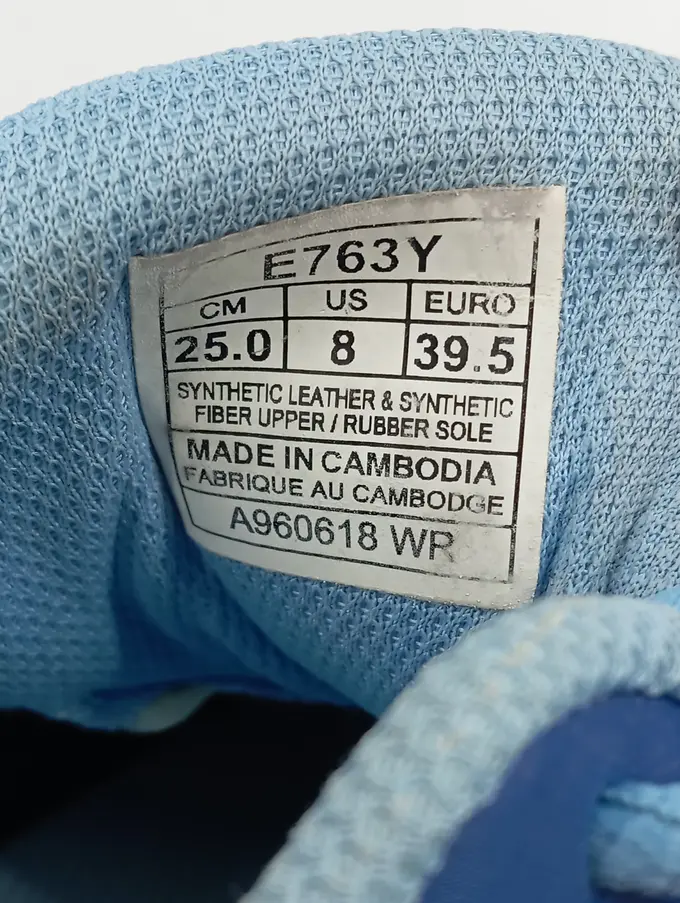 E763Y
CM US EURO
25.0 8 39.5
SYNTHETIC LEATHER & SYNTHETIC
FIBER UPPER / RUBBER SOLE
MADE IN CAMBODIA
FABRIQUE AU CAMBODGE
A960618 WR